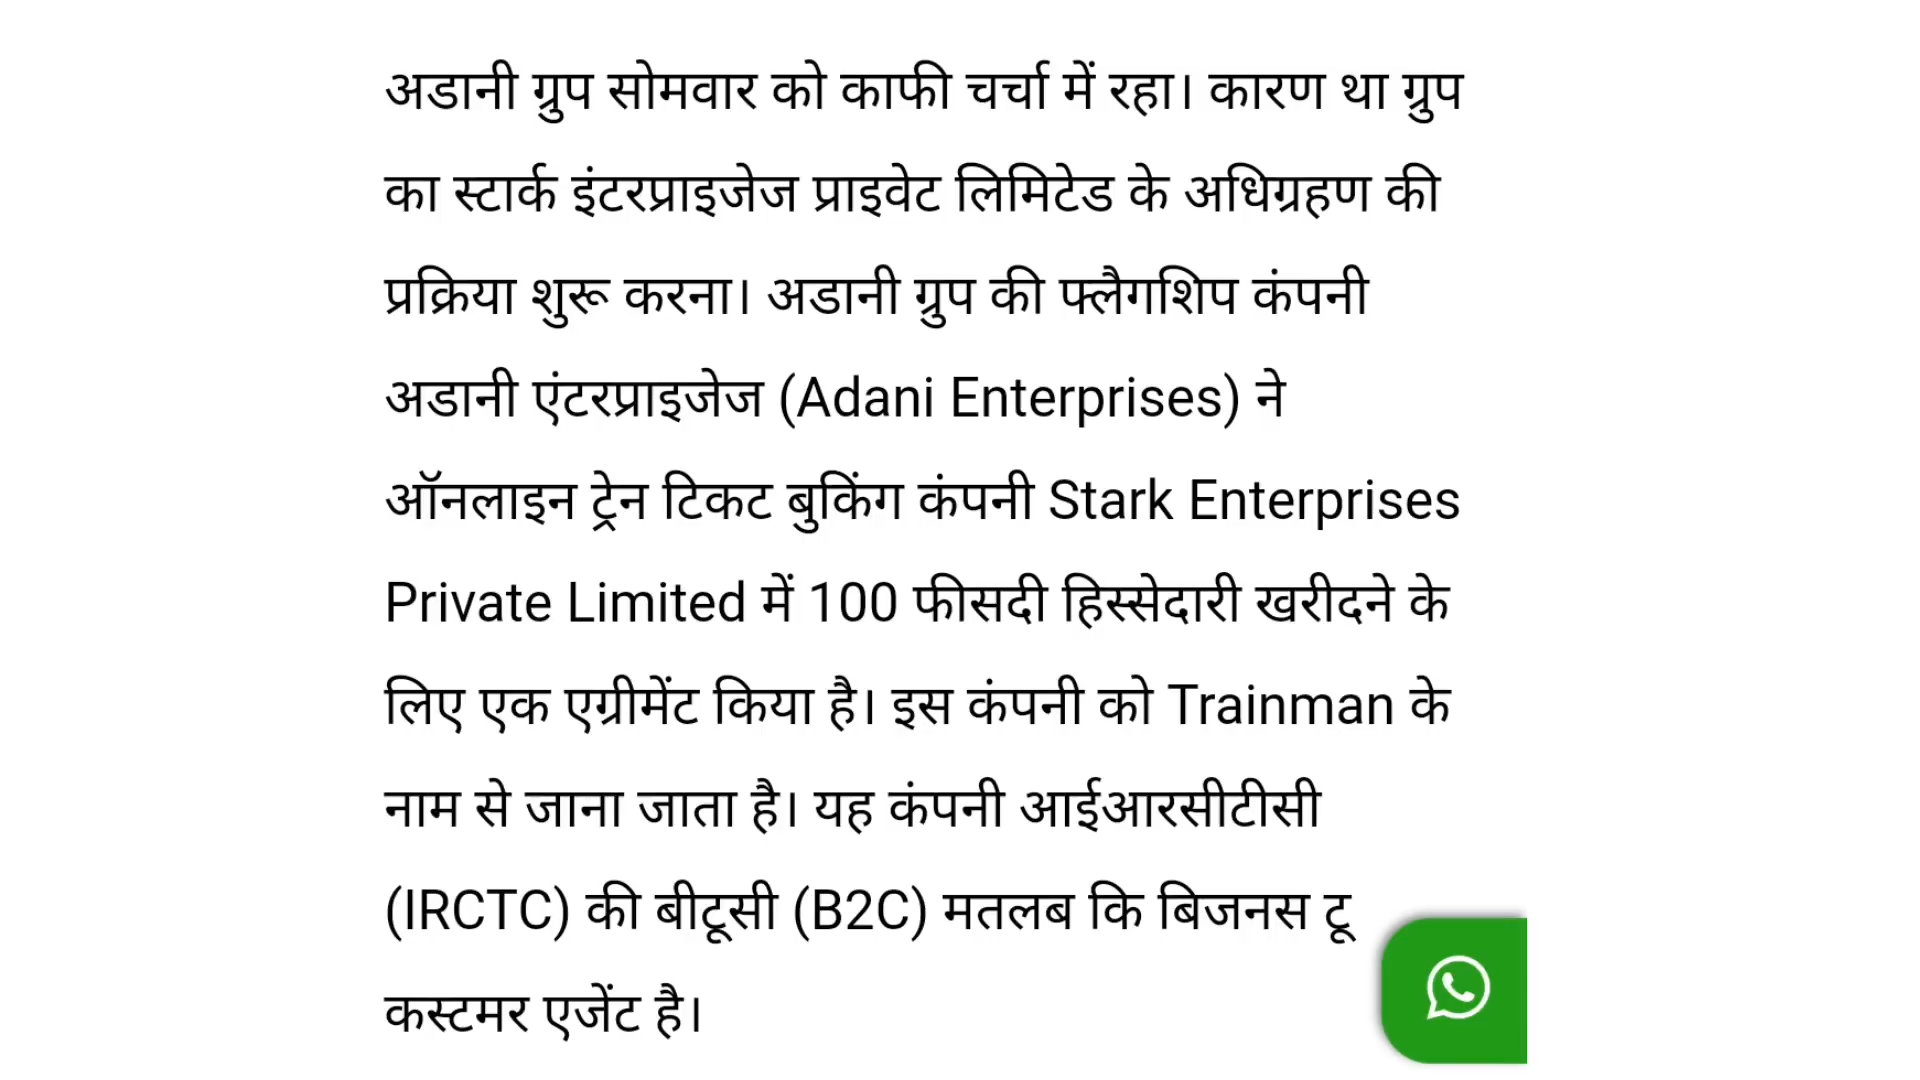 अडानी ग्रुप सोमवार को काफी चर्चा में रहा। कारण था ग्रुप
का स्टार्क इंटरप्राइजेज प्राइवेट लिमिटेड के अधिग्रहण की
प्रक्रिया शुरू करना। अडानी ग्रुप की फ्लैगशिप कंपनी
अडानी एंटरप्राइजेज (Adani Enterprises) ने
ऑनलाइन ट्रेन टिकट बुकिंग कंपनी Stark Enterprises
Private Limited में 100 फीसदी हिस्सेदारी खरीदने के
लिए एक एग्रीमेंट किया है। इस कंपनी को Trainman के
नाम से जाना जाता है। यह कंपनी आईआरसीटीसी
(IRCTC) की बीटूसी (B2C) मतलब कि बिजनस टू
कस्टमर एजेंट है।